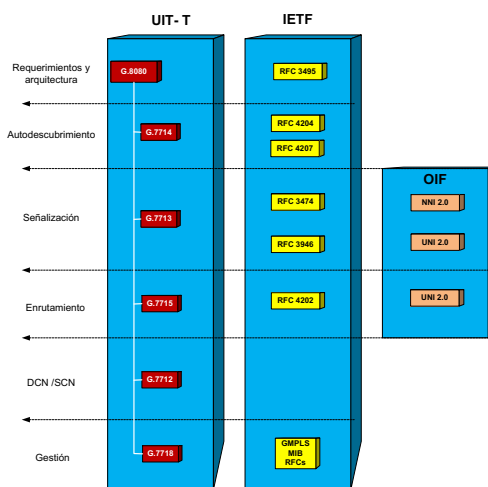 UIT- T
IETF
Requerimientos y
arquitectura
G.8080
RFC 3495
Autodescubrimiento
G.7714
RFC 4204
RFC 4207
OIF
Señalización
G.7713
RFC 3474
RFC 3946
NNI 2.0
UNI 2.0
Enrutamiento
G.7715
RFC 4202
UNI 2.0
DCN /SCN
G.7712
Gestión
G.7718
GMPLS
MIB
RFCs